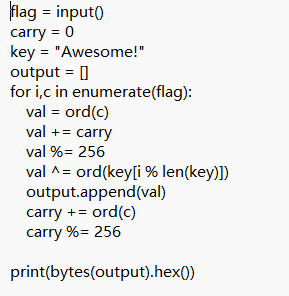 flag = input()
carry = 0
key = "Awesome!"
output = []
for i,c in enumerate(flag):
    val = ord(c)
    val += carry
    val %= 256
    val ^= ord(key[i % len(key)])
    output.append(val)
    carry += ord(c)
    carry %= 256

print(bytes(output).hex())